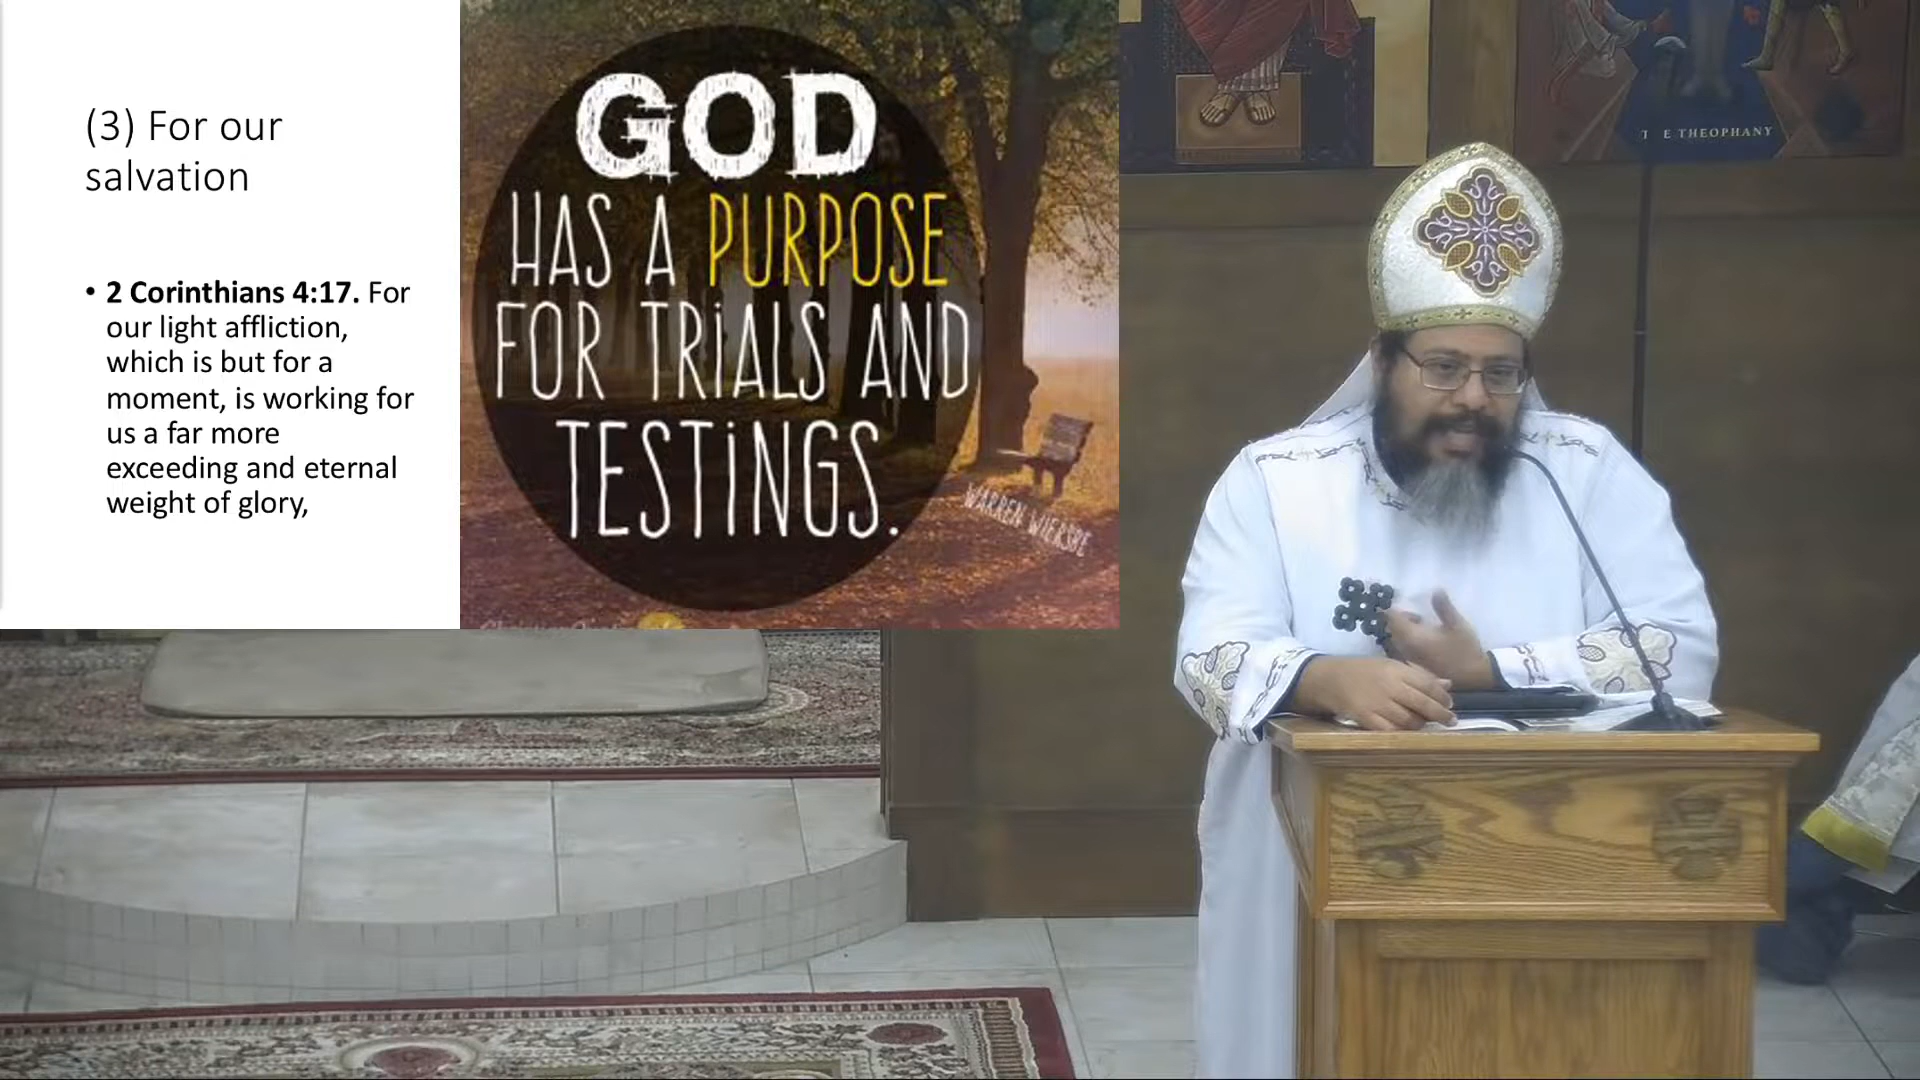 (3) For our
salvation
• 2 Corinthians 4:17. For
our light affliction,
which is but for a
moment, is working for
us a far more
exceeding and eternal
weight of glory,
GOD
HAS A PURPOSE
FOR TRiALS AND
TESTiNGS.
WARREN WIERSBE
THEOPHANY